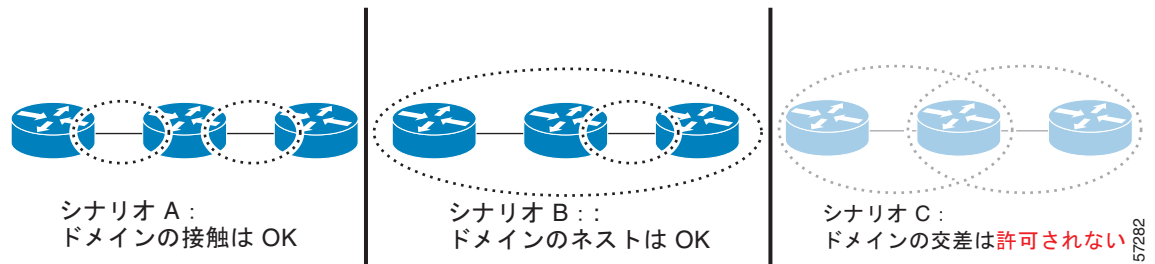 シナリオ A :
ドメインの接触は OK
シナリオ B : :
ドメインのネストは OK
シナリオ C :
ドメインの交差は許可されない
57282